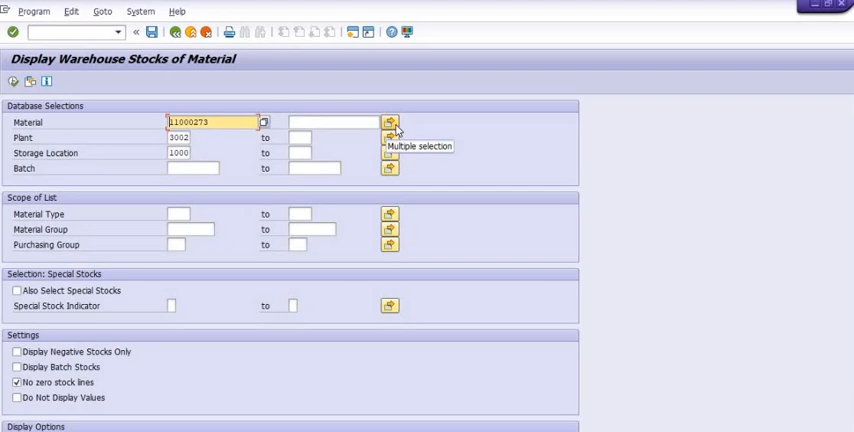 Program Edit Goto System Help
Display Warehouse Stocks of Material
Database Selections
Material 11000273
Plant 3002 to
Multiple selection
Storage Location 1000 to
Batch to
Scope of List
Material Type to
Material Group to
Purchasing Group to
Selection: Special Stocks
Also Select Special Stocks
Special Stock Indicator to
Settings
Display Negative Stocks Only
Display Batch Stocks
No zero stock lines
Do Not Display Values
Display Options